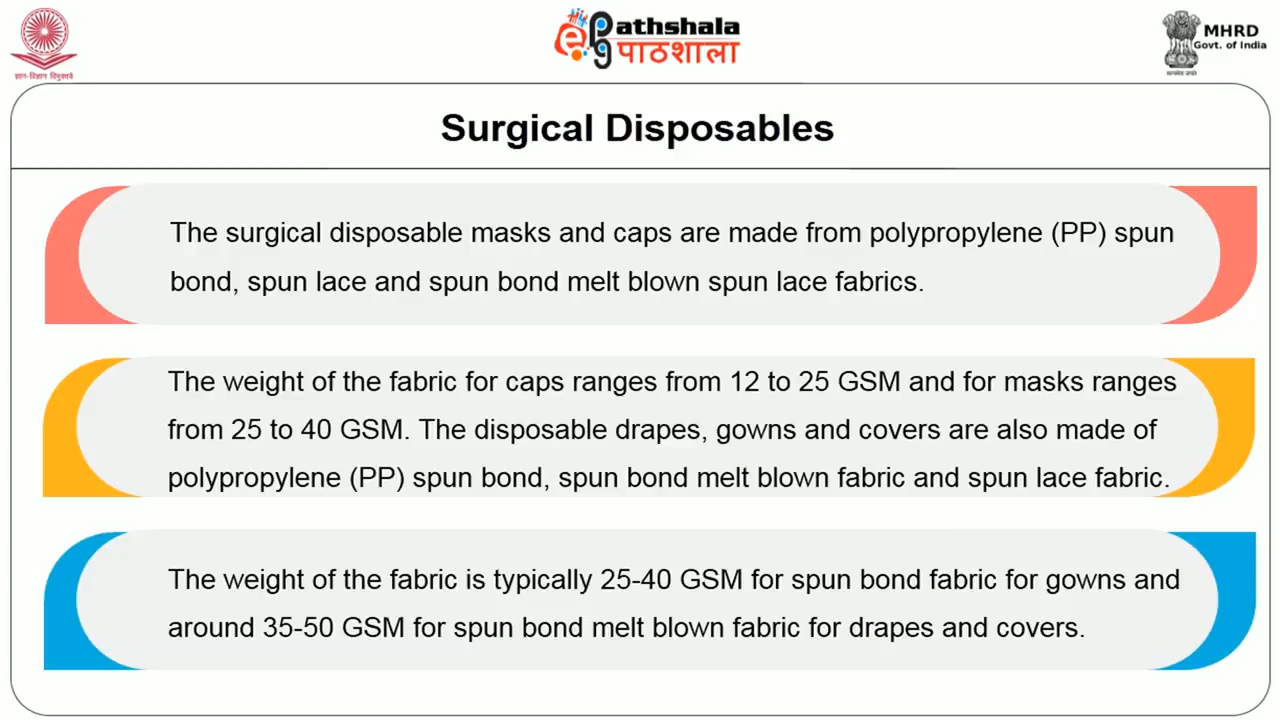 ज्ञान-विज्ञान विमुक्तये
ePathshala
पाठशाला
MHRD
Govt. of India
सत्यमेव जयते
Surgical Disposables
The surgical disposable masks and caps are made from polypropylene (PP) spun
bond, spun lace and spun bond melt blown spun lace fabrics.
The weight of the fabric for caps ranges from 12 to 25 GSM and for masks ranges
from 25 to 40 GSM. The disposable drapes, gowns and covers are also made of
polypropylene (PP) spun bond, spun bond melt blown fabric and spun lace fabric.
The weight of the fabric is typically 25-40 GSM for spun bond fabric for gowns and
around 35-50 GSM for spun bond melt blown fabric for drapes and covers.